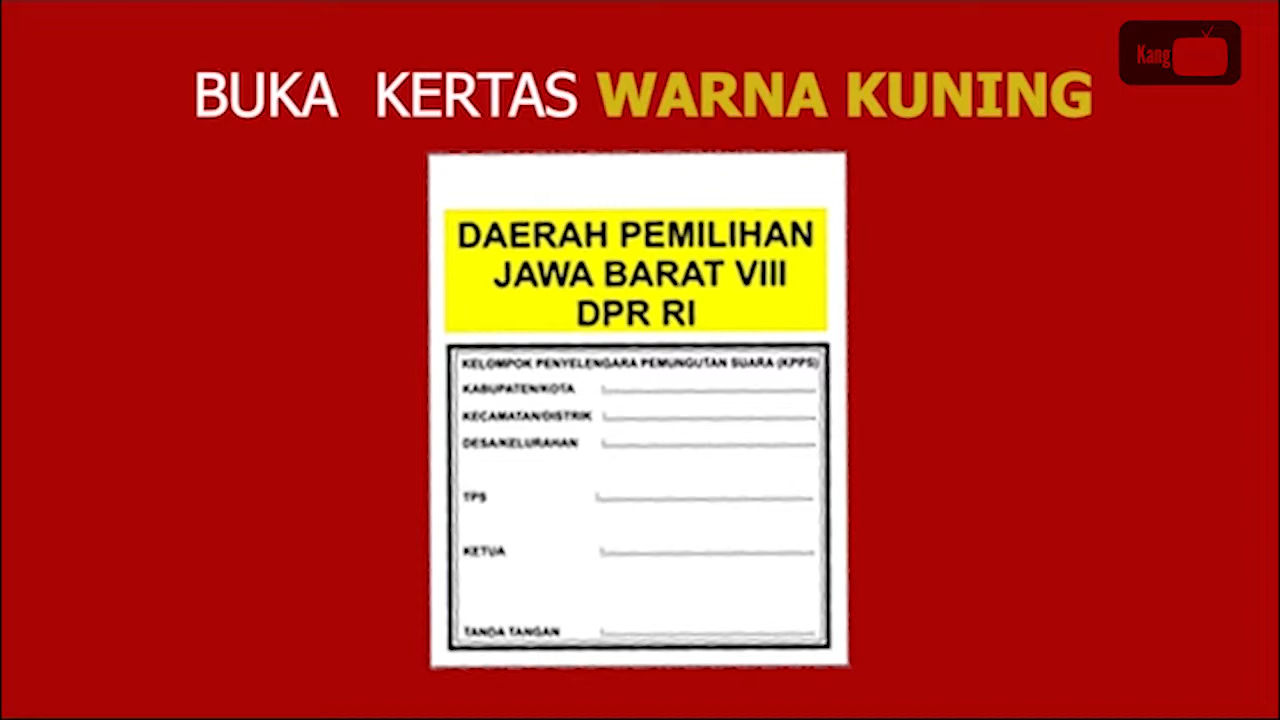 BUKA KERTAS WARNA KUNING
Kang
DAERAH PEMILIHAN
JAWA BARAT VIII
DPR RI
KELOMPOK PENYELENGARA PEMUNGUTAN SUARA (KPPS)
KABUPATEN/KOTA
KECAMATAN/DISTRIK
DESA/KELURAHAN
TPS
KETUA
TANDA TANGAN